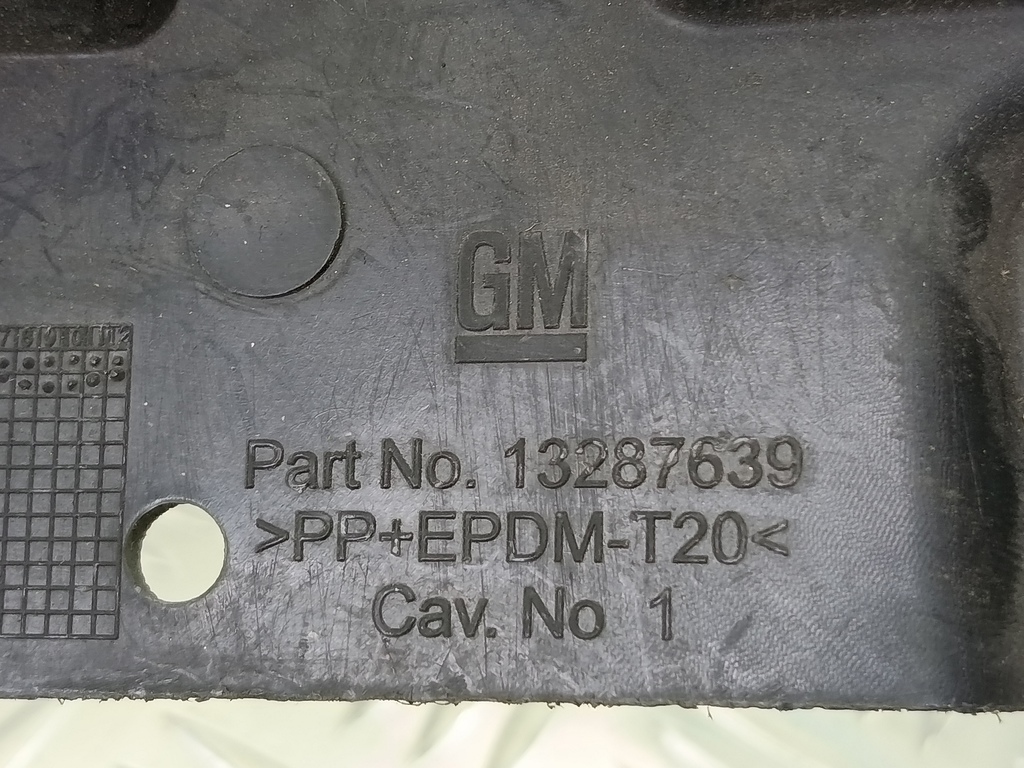 GM
Part No. 13287639
>PP+EPDM-T20<
Cav. No 1